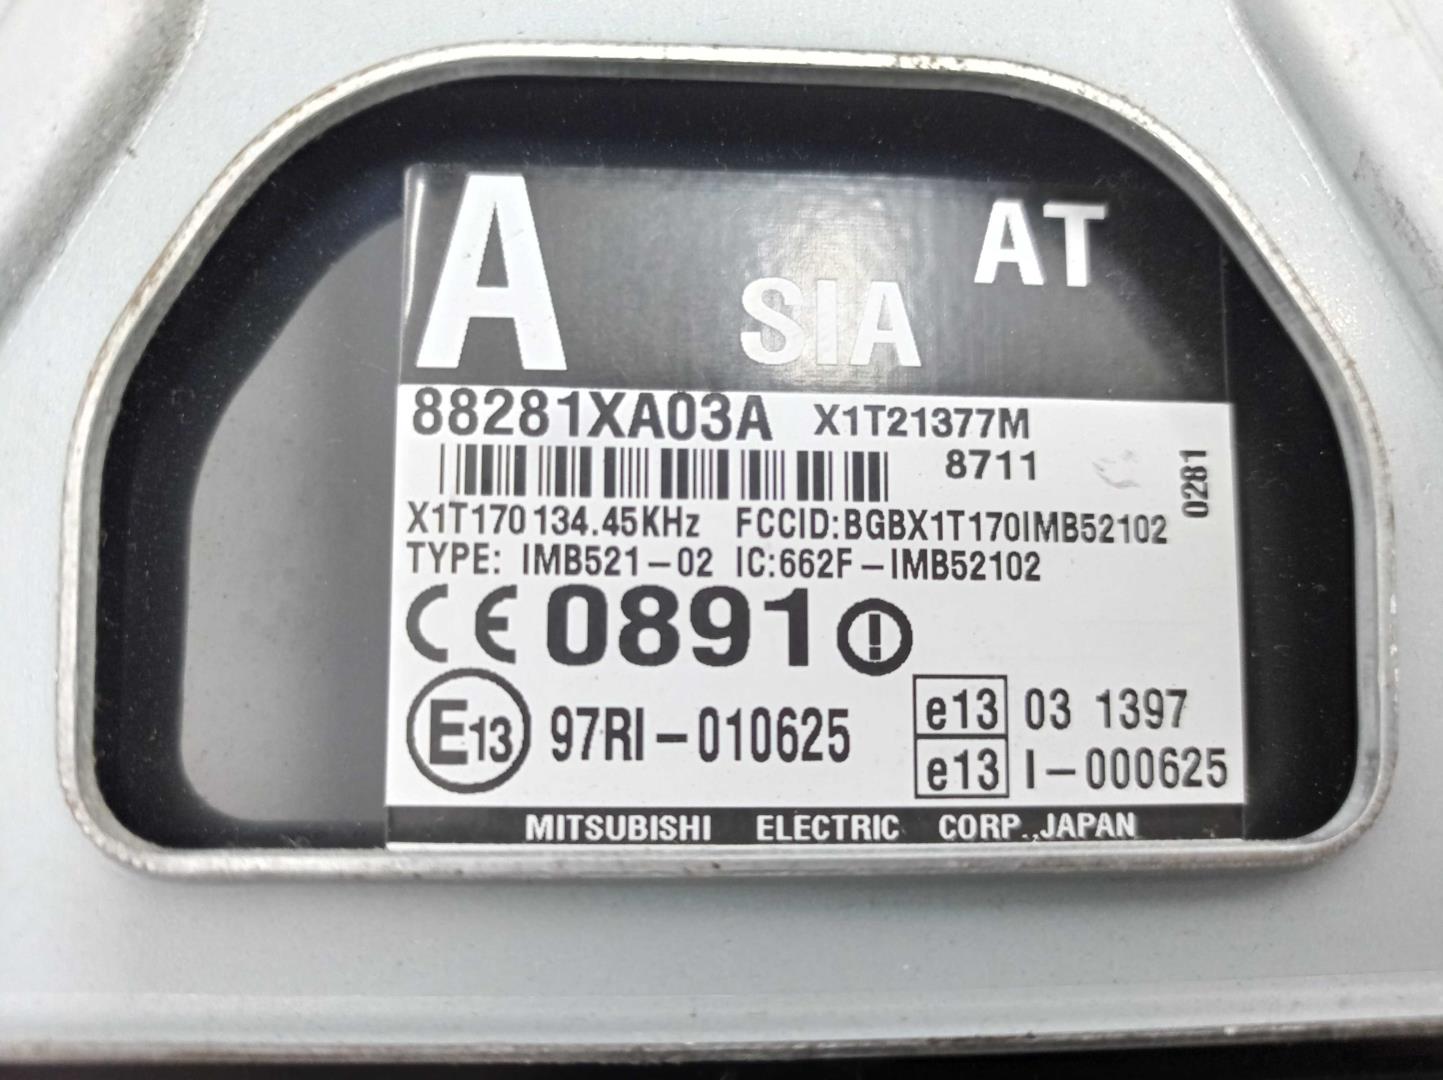 A
AT
SIA
88281XA03A X1T21377M
8711
0281
X1T170 134.45KHz FCCID:BGBX1T170IMB52102
TYPE: IMB521-02 IC:662F-IMB52102
CE 0891 !
E13 97RI-010625
e13 03 1397
e13 I-000625
MITSUBISHI ELECTRIC CORP.,JAPAN